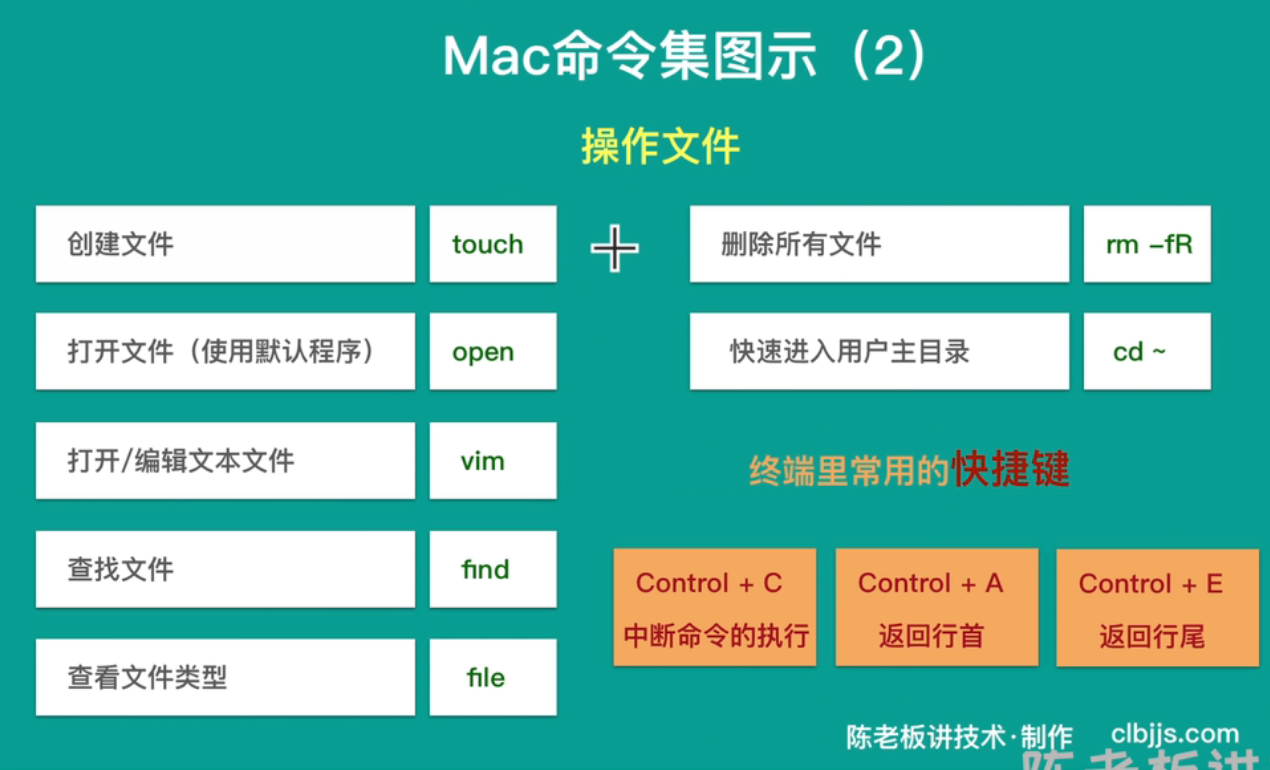 Mac命令集图示（2）
操作文件
创建文件
touch
打开文件（使用默认程序）
open
打开/编辑文本文件
vim
查找文件
find
查看文件类型
file
删除所有文件
rm -fR
快速进入用户主目录
cd ~
终端里常用的快捷键
Control + C
中断命令的执行
Control + A
返回行首
Control + E
返回行尾
陈老板讲技术·制作
clbjjs.com
陈老板讲